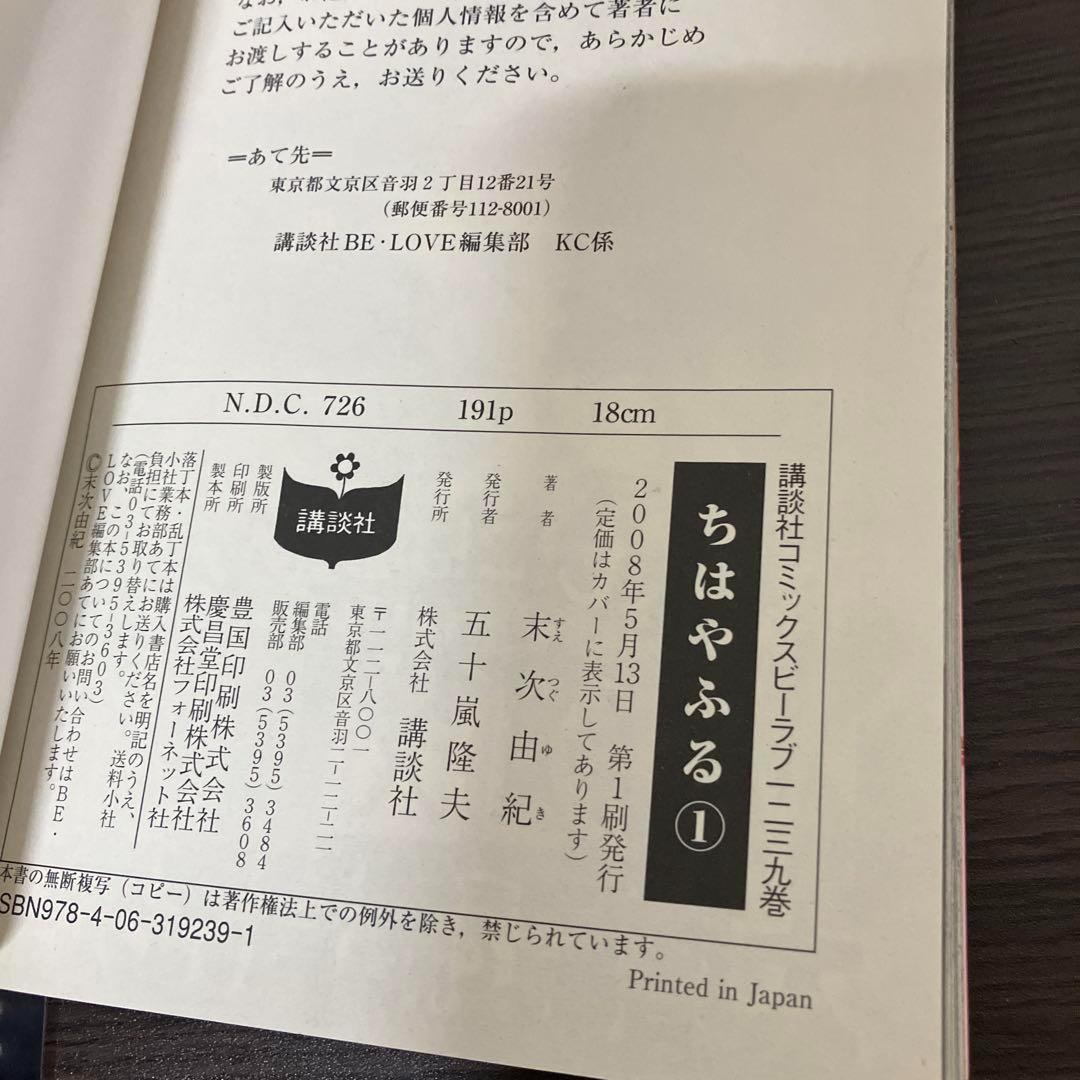 ご記入いただいた個人情報を含めて著者に
お渡しすることがありますので，あらかじめ
ご了解のうえ，お送りください。
＝あて先＝
東京都文京区音羽２丁目12番21号
（郵便番号112-8001）
講談社 BE・LOVE編集部　KC係
N.D.C. 726　191p　18cm
講談社コミックスビーラブ一二三九巻
ちはやふる①
2008年5月13日　第1刷発行
（定価はカバーに表示してあります）
著者　末次由紀
すえつぐゆき
発行者　五十嵐隆夫
発行所　株式会社　講談社
〒一一二-八〇〇一
東京都文京区音羽二-一二-二一
電話
編集部　03（5395）3484
販売部　03（5395）3608
講談社
製版所　豊国印刷株式会社
印刷所　慶昌堂印刷株式会社
製本所　株式会社フォーネット社
落丁本・乱丁本は購入書店名を明記のうえ、
小社業務部あてにお送りください。送料小社
負担にてお取り替えします。
（電話03-5395-3603）
なお、この本についてのお問い合わせはBE・
LOVE編集部あてにお願いいたします。
©末次由紀　二〇〇八年
本書の無断複写（コピー）は著作権法上での例外を除き，禁じられています。
SBN978-4-06-319239-1
Printed in Japan